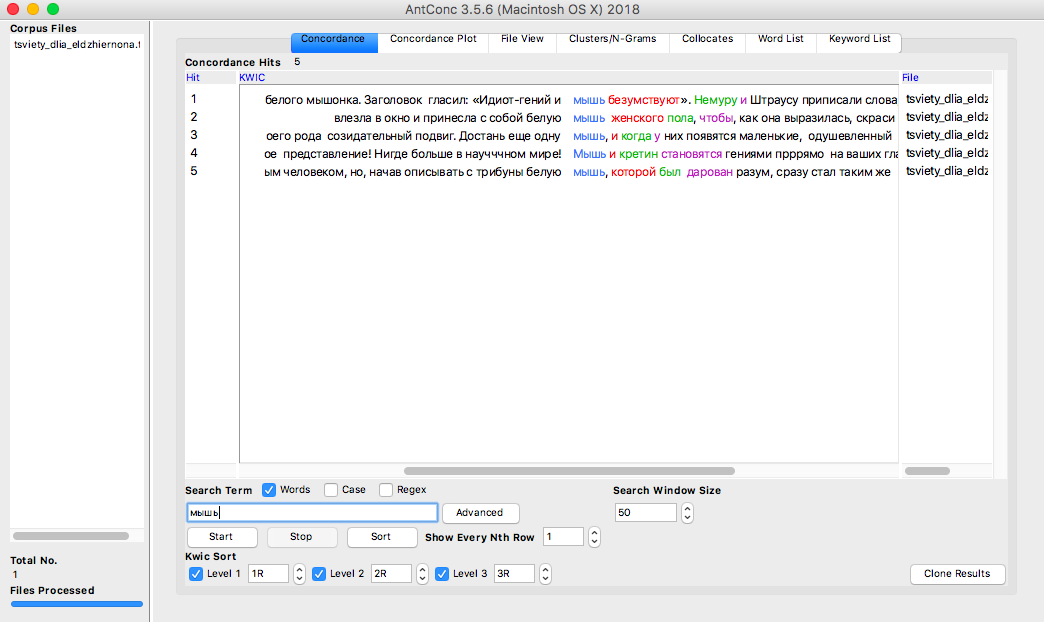 AntConc 3.5.6 (Macintosh OS X) 2018
Corpus Files
tsviety_dlia_eldzhiernona.t
Total No.
1
Files Processed
Concordance Concordance Plot File View Clusters/N-Grams Collocates Word List Keyword List
Concordance Hits 5
Hit KWIC File
1 белого мышонка. Заголовок гласил: «Идиот-гений и мышь безумствуют». Немуру и Штраусу приписали слова tsviety_dlia_eldz
2 влезла в окно и принесла с собой белую мышь женского пола, чтобы, как она выразилась, скраси tsviety_dlia_eldz
3 оего рода созидательный подвиг. Достань еще одну мышь, и когда у них появятся маленькие, одушевленный tsviety_dlia_eldz
4 ое представление! Нигде больше в наученном мире! Мышь и кретин становятся гениями прррямо на ваших гла tsviety_dlia_eldz
5 ым человеком, но, начав описывать с трибуны белую мышь, которой был дарован разум, сразу стал таким же tsviety_dlia_eldz
Search Term Words Case Regex
мышь
Advanced
Search Window Size
50
Start Stop Sort Show Every Nth Row 1
Kwic Sort
Level 1 1R Level 2 2R Level 3 3R
Clone Results